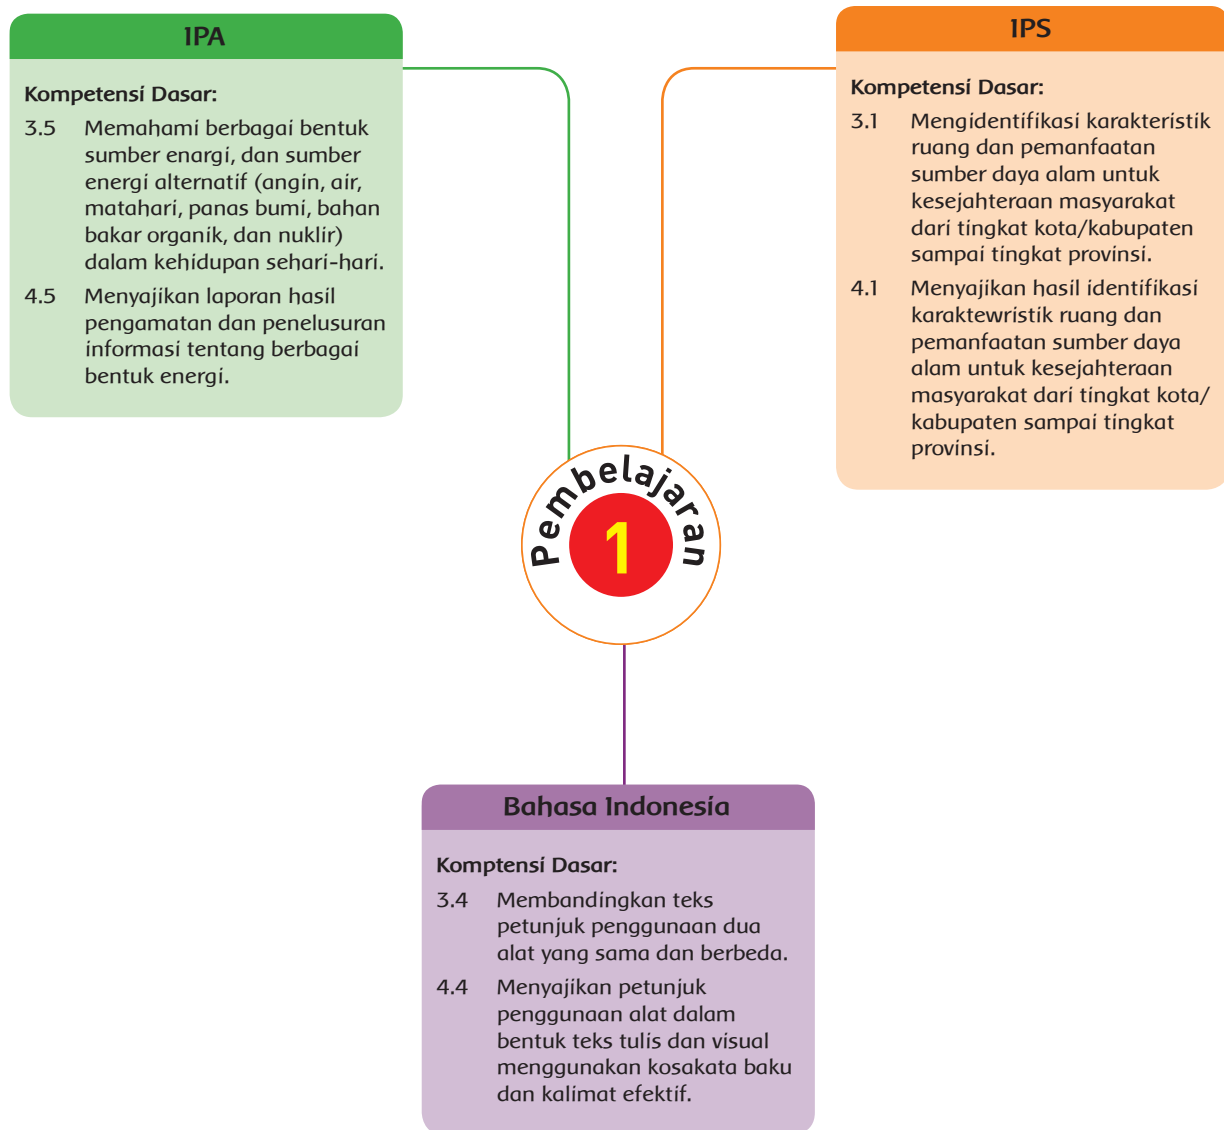 IPA
Kompetensi Dasar:
3.5 Memahami berbagai bentuk
sumber enargi, dan sumber
energi alternatif (angin, air,
matahari, panas bumi, bahan
bakar organik, dan nuklir)
dalam kehidupan sehari-hari.
4.5 Menyajikan laporan hasil
pengamatan dan penelusuran
informasi tentang berbagai
bentuk energi.
IPS
Kompetensi Dasar:
3.1 Mengidentifikasi karakteristik
ruang dan pemanfaatan
sumber daya alam untuk
kesejahteraan masyarakat
dari tingkat kota/kabupaten
sampai tingkat provinsi.
4.1 Menyajikan hasil identifikasi
karaktewristik ruang dan
pemanfaatan sumber daya
alam untuk kesejahteraan
masyarakat dari tingkat kota/
kabupaten sampai tingkat
provinsi.
Pembelajaran
1
Bahasa Indonesia
Komptensi Dasar:
3.4 Membandingkan teks
petunjuk penggunaan dua
alat yang sama dan berbeda.
4.4 Menyajikan petunjuk
penggunaan alat dalam
bentuk teks tulis dan visual
menggunakan kosakata baku
dan kalimat efektif.